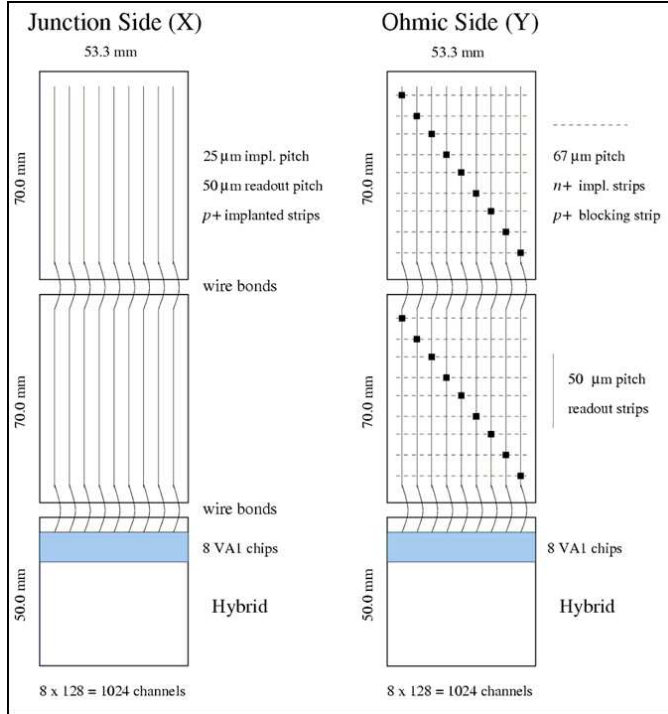 Junction Side (X)
53.3 mm
70.0 mm
25 µm impl. pitch
50 µm readout pitch
p+ implanted strips
wire bonds
70.0 mm
wire bonds
8 VA1 chips
50.0 mm
Hybrid
8 x 128 = 1024 channels
Ohmic Side (Y)
53.3 mm
70.0 mm
67 µm pitch
n+ impl. strips
p+ blocking strip
70.0 mm
50 µm pitch
readout strips
8 VA1 chips
50.0 mm
Hybrid
8 x 128 = 1024 channels